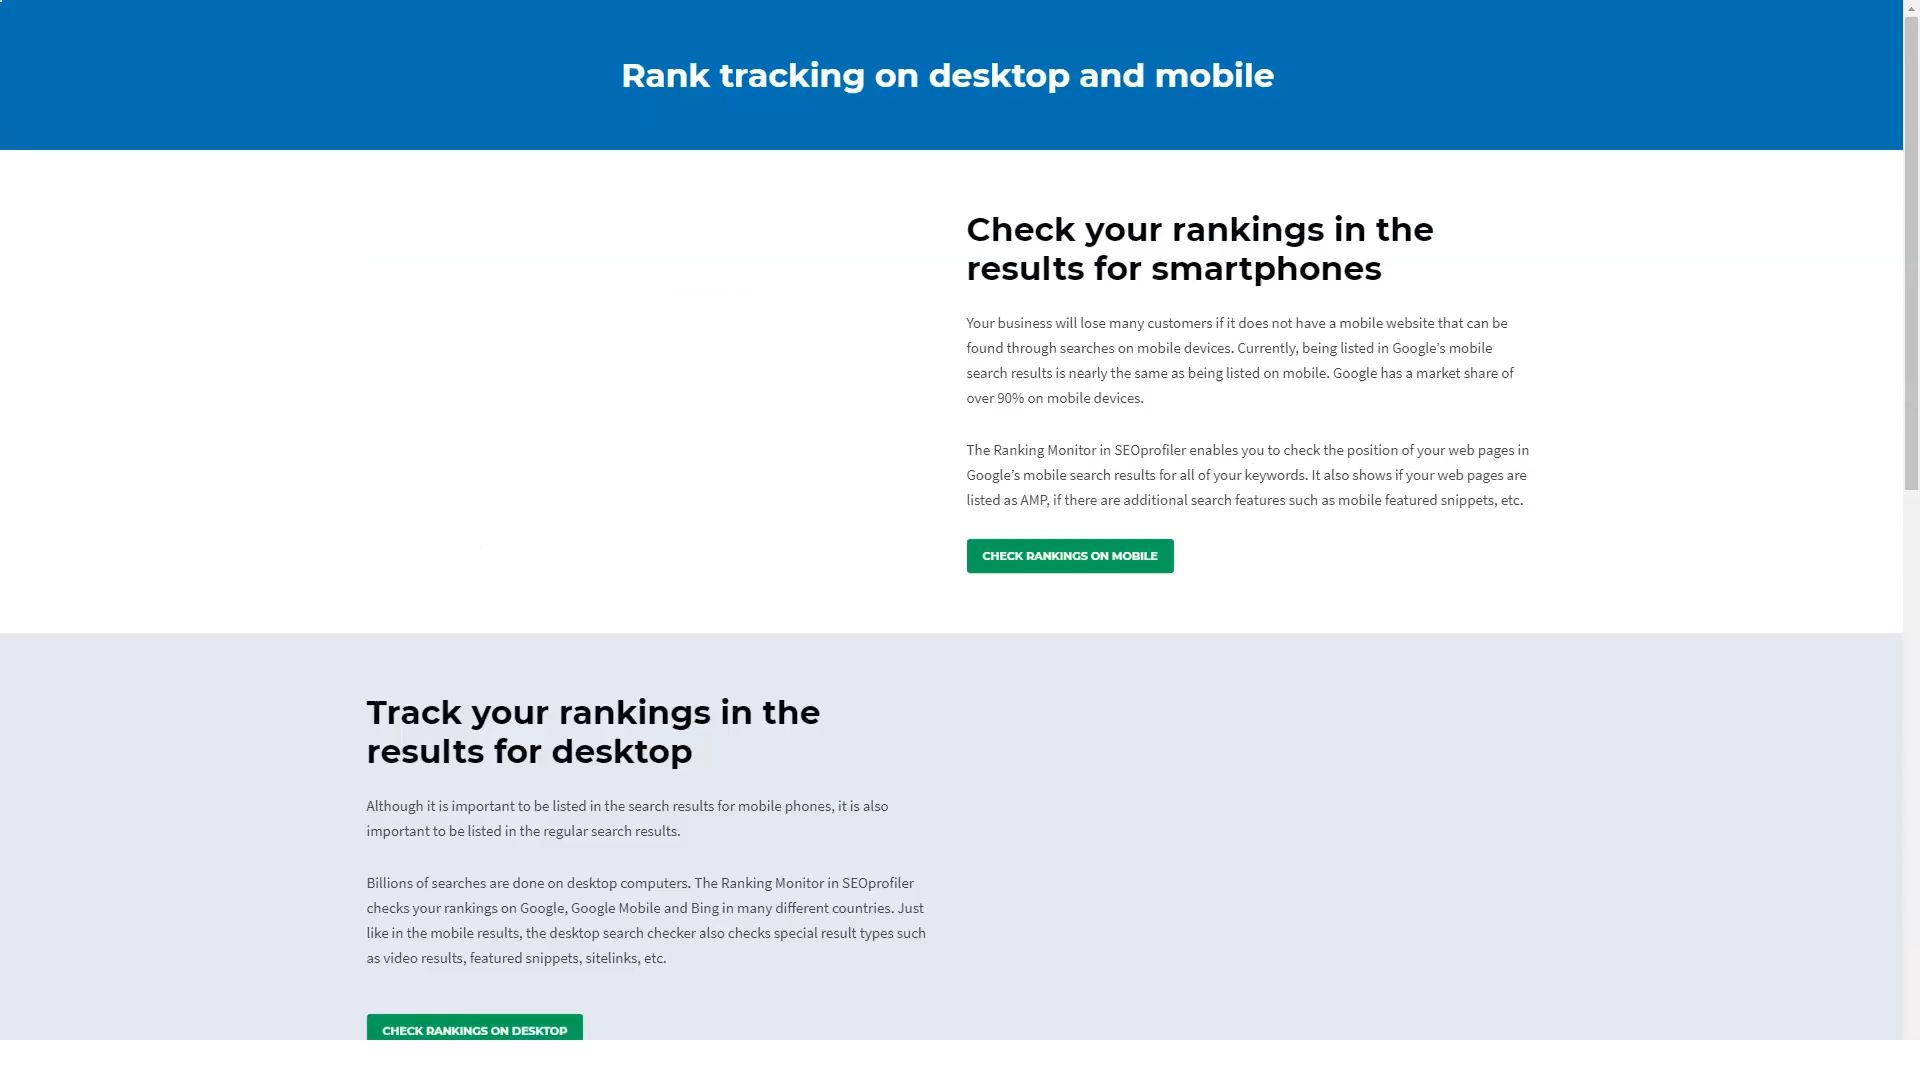 Rank tracking on desktop and mobile
Check your rankings in the
results for smartphones
Your business will lose many customers if it does not have a mobile website that can be
found through searches on mobile devices. Currently, being listed in Google’s mobile
search results is nearly the same as being listed on mobile. Google has a market share of
over 90% on mobile devices.
The Ranking Monitor in SEOprofiler enables you to check the position of your web pages in
Google’s mobile search results for all of your keywords. It also shows if your web pages are
listed as AMP, if there are additional search features such as mobile featured snippets, etc.
CHECK RANKINGS ON MOBILE
Track your rankings in the
results for desktop
Although it is important to be listed in the search results for mobile phones, it is also
important to be listed in the regular search results.
Billions of searches are done on desktop computers. The Ranking Monitor in SEOprofiler
checks your rankings on Google, Google Mobile and Bing in many different countries. Just
like in the mobile results, the desktop search checker also checks special result types such
as video results, featured snippets, sitelinks, etc.
CHECK RANKINGS ON DESKTOP